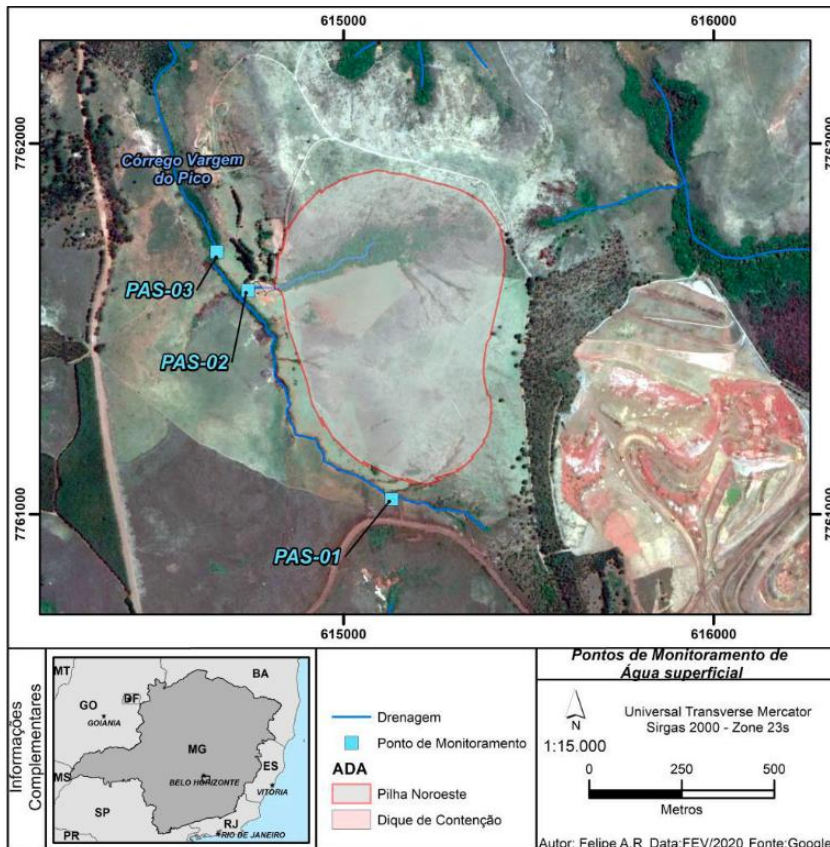 615000
616000
7762000
7762000
Córrego Vargem
do Pico
PAS-03
PAS-02
PAS-01
7761000
7761000
615000
616000
Informações
Complementares
MT
BA
GO
DF
GOIANIA
MG
ES
MS
BELO HORIZONTE
VITÓRIA
SP
RJ
RIO DE JANEIRO
PR
Drenagem
Ponto de Monitoramento
ADA
Pilha Noroeste
Dique de Contenção
Pontos de Monitoramento de
Água superficial
N
1:15.000
Universal Transverse Mercator
Sirgas 2000 - Zone 23s
0 250 500
Metros
Autor: Felipe A.R Data:FEV/2020 Fonte:Google